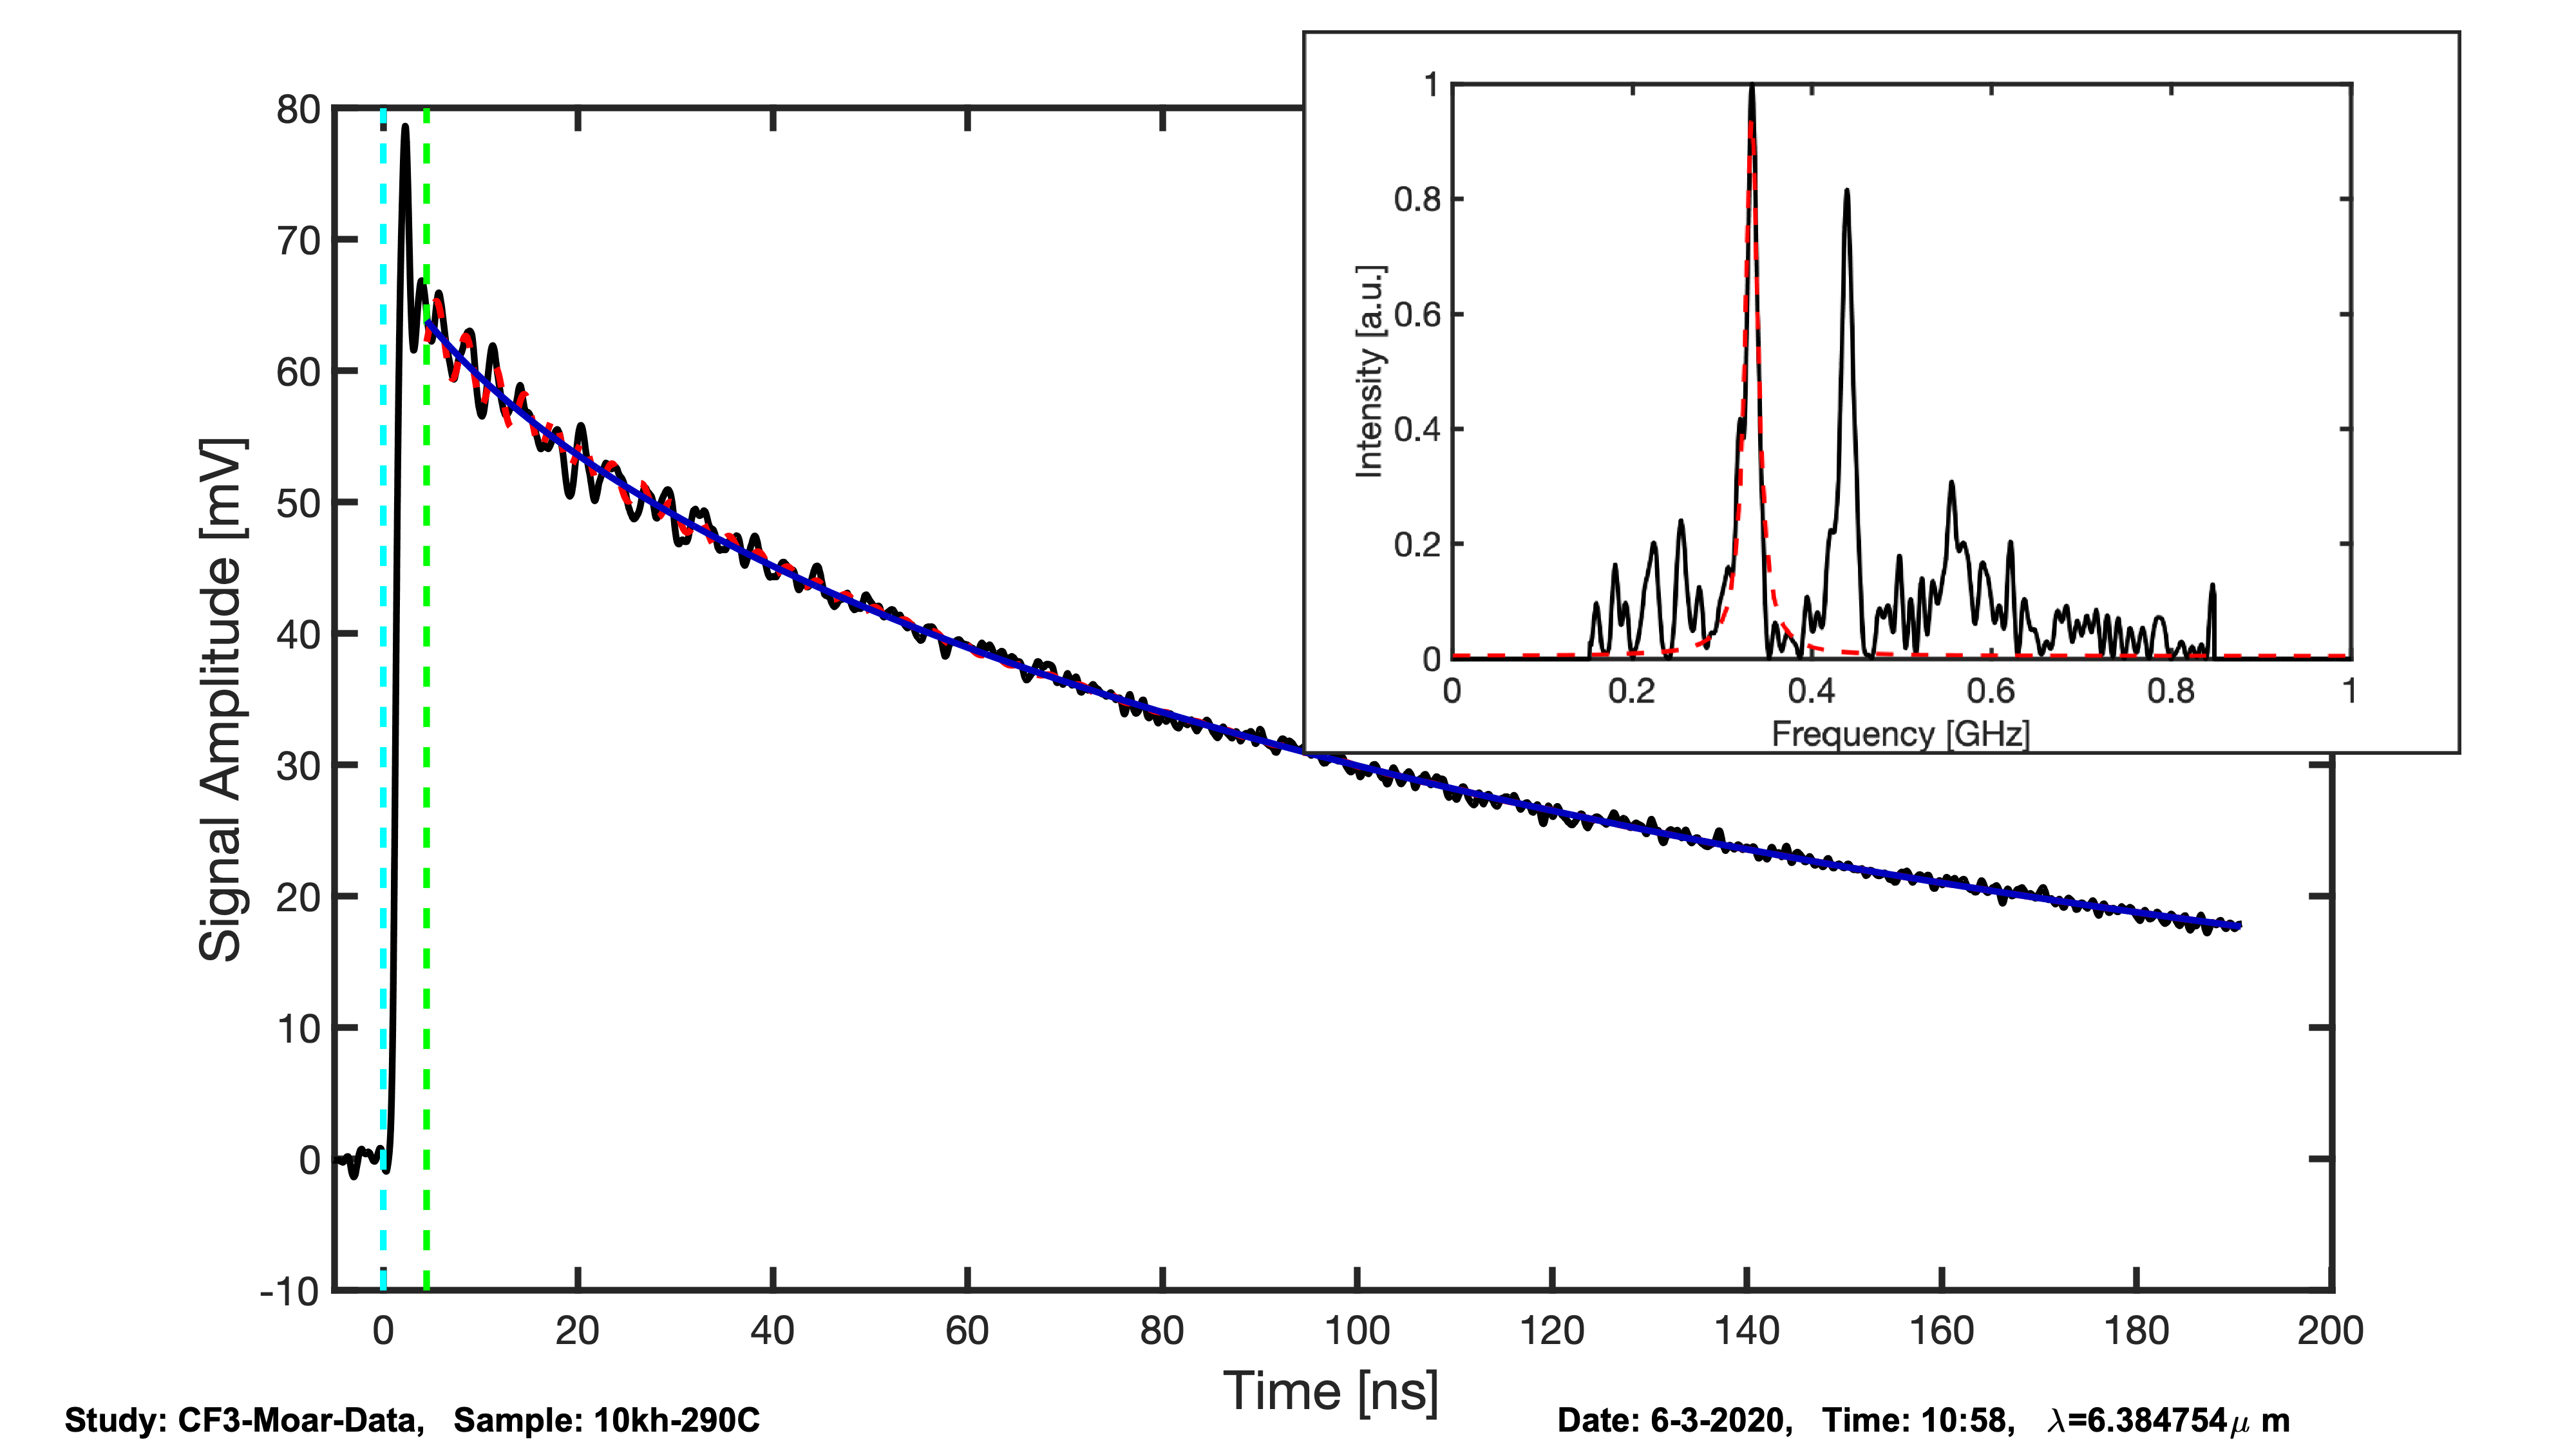 1
0.8
0.6
0.4
0.2
0
0 0.2 0.4 0.6 0.8 1
Intensity [a.u.]
Frequency [GHz]
80
70
60
50
40
30
20
10
0
-10
Signal Amplitude [mV]
0 20 40 60 80 100 120 140 160 180 200
Time [ns]
Study: CF3-Moar-Data, Sample: 10kh-290C
Date: 6-3-2020, Time: 10:58, λ=6.384754μ m